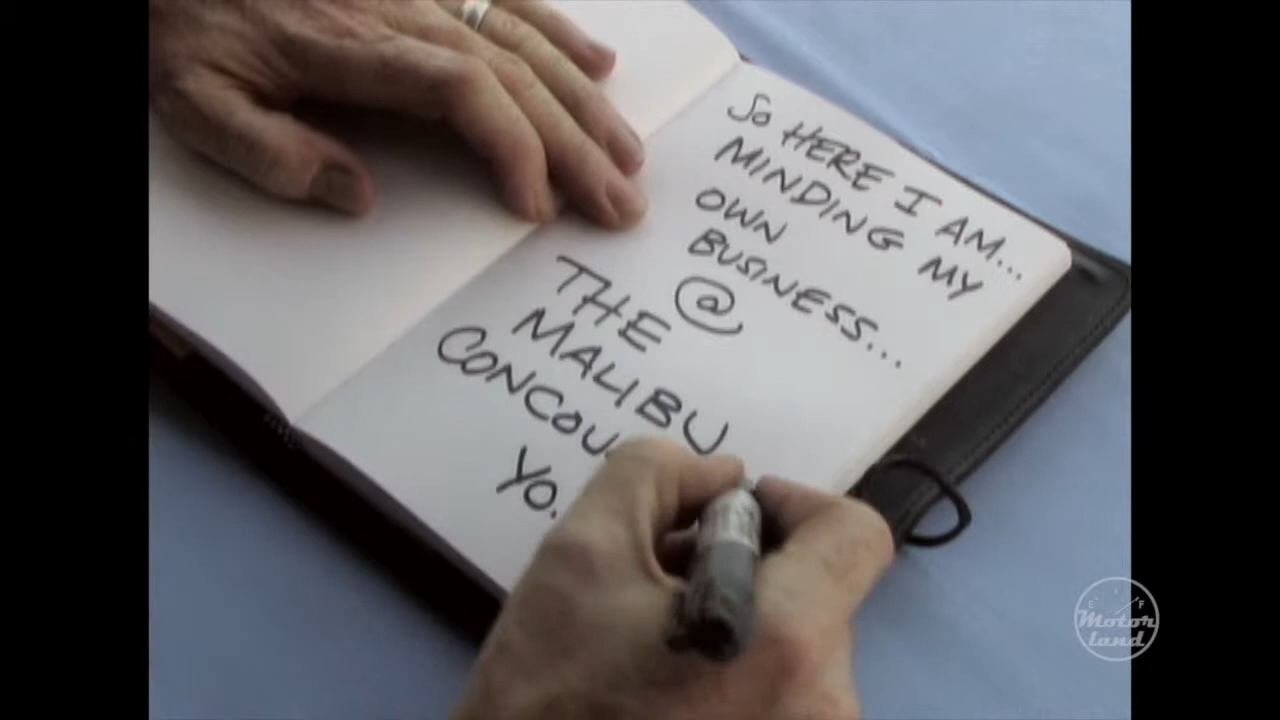 So HERE I AM...
MINDING MY
OWN
BUSINESS...
@
THE
MALIBU
YO.
E F
Motor
land